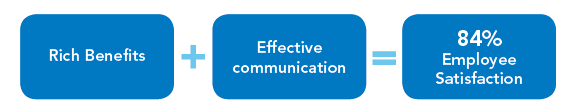 Rich Benefits
+
Effective
communication
=
84%
Employee
Satisfaction